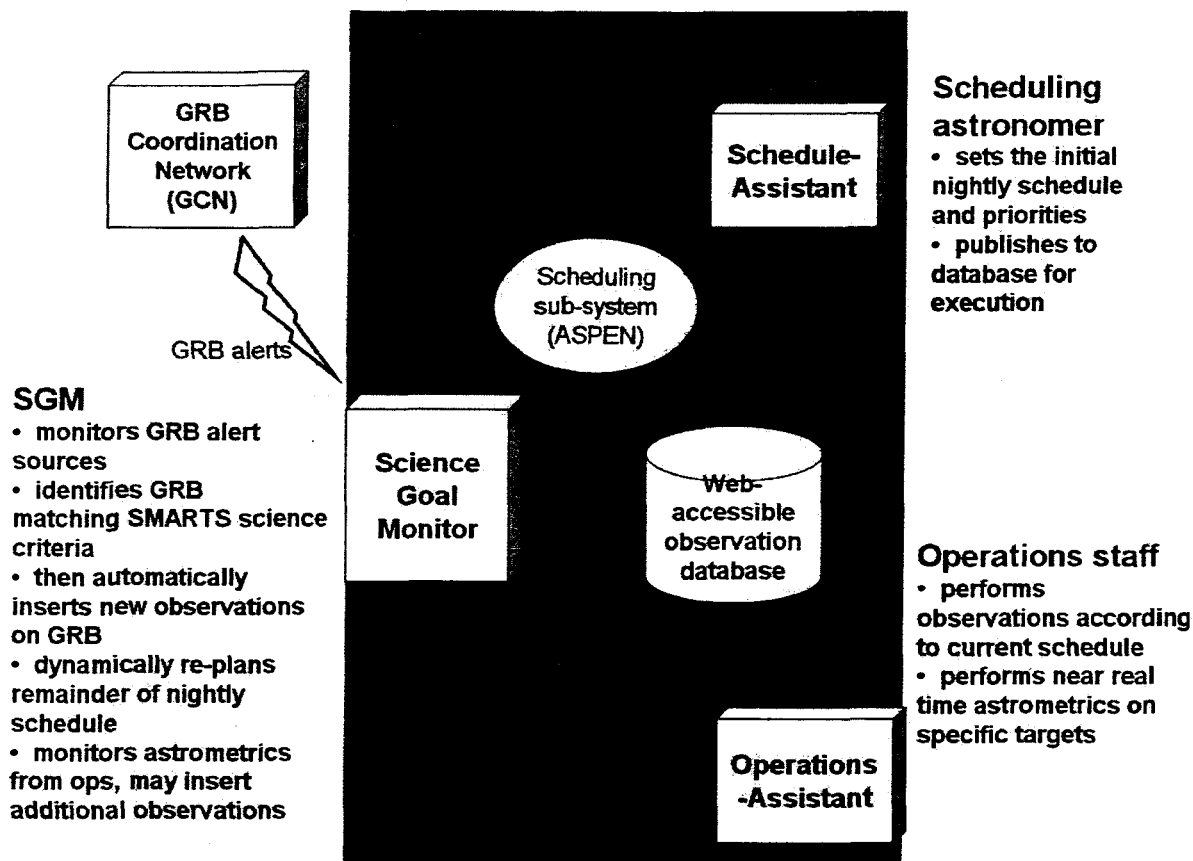 GRB
Coordination
Network
(GCN)
GRB alerts
SGM
• monitors GRB alert
sources
• identifies GRB
matching SMARTS science
criteria
• then automatically
inserts new observations
on GRB
• dynamically re-plans
remainder of nightly
schedule
• monitors astrometrics
from ops, may insert
additional observations
Schedule-
Assistant
Scheduling
sub-system
(ASPEN)
Science
Goal
Monitor
Web-
accessible
observation
database
Operations
-Assistant
Scheduling
astronomer
• sets the initial
nightly schedule
and priorities
• publishes to
database for
execution
Operations staff
• performs
observations according
to current schedule
• performs near real
time astrometrics on
specific targets